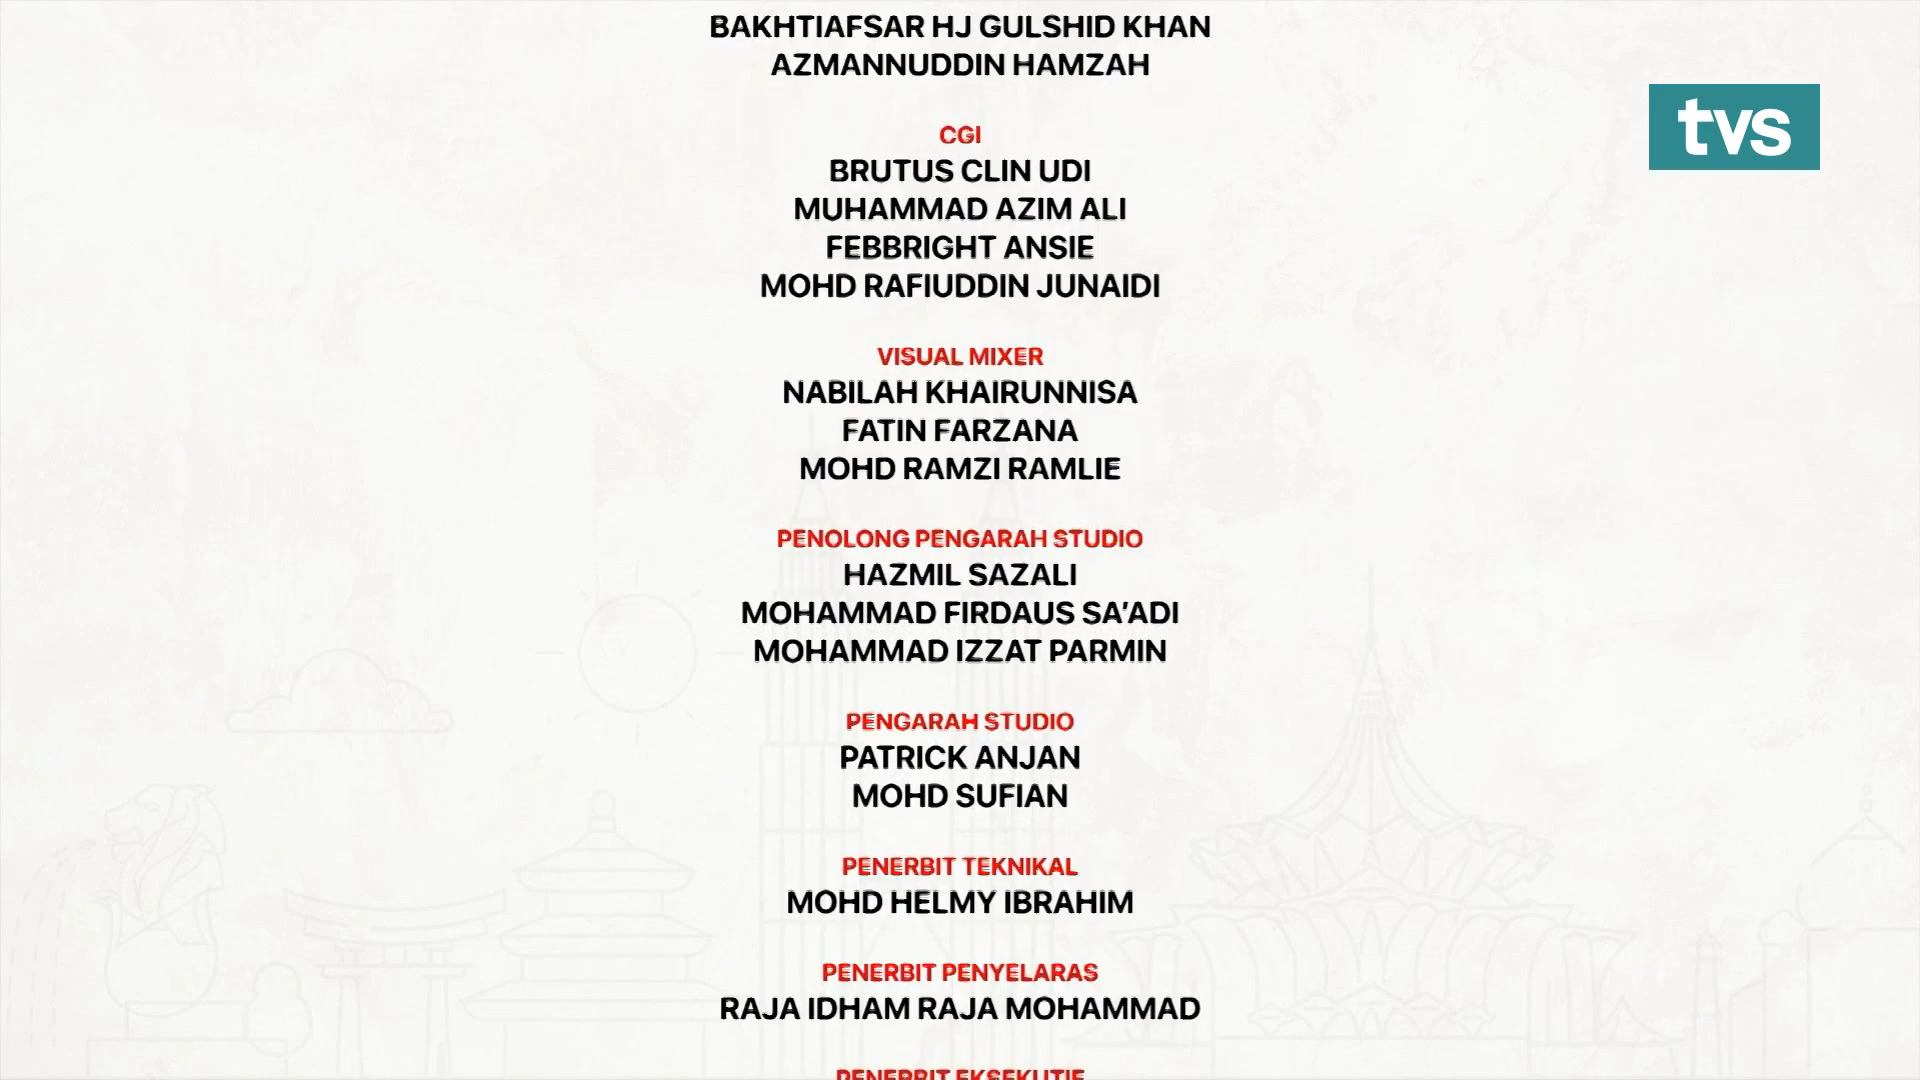 BAKHTIAFSAR HJ GULSHID KHAN
AZMANNUDDIN HAMZAH
tvs
CGI
BRUTUS CLIN UDI
MUHAMMAD AZIM ALI
FEBBRIGHT ANSIE
MOHD RAFIUDDIN JUNAIDI
VISUAL MIXER
NABILAH KHAIRUNNISA
FATIN FARZANA
MOHD RAMZI RAMLIE
PENOLONG PENGARAH STUDIO
HAZMIL SAZALI
MOHAMMAD FIRDAUS SA’ADI
MOHAMMAD IZZAT PARMIN
PENGARAH STUDIO
PATRICK ANJAN
MOHD SUFIAN
PENERBIT TEKNIKAL
MOHD HELMY IBRAHIM
PENERBIT PENYELARAS
RAJA IDHAM RAJA MOHAMMAD
PENERBIT EKSEKUTIF